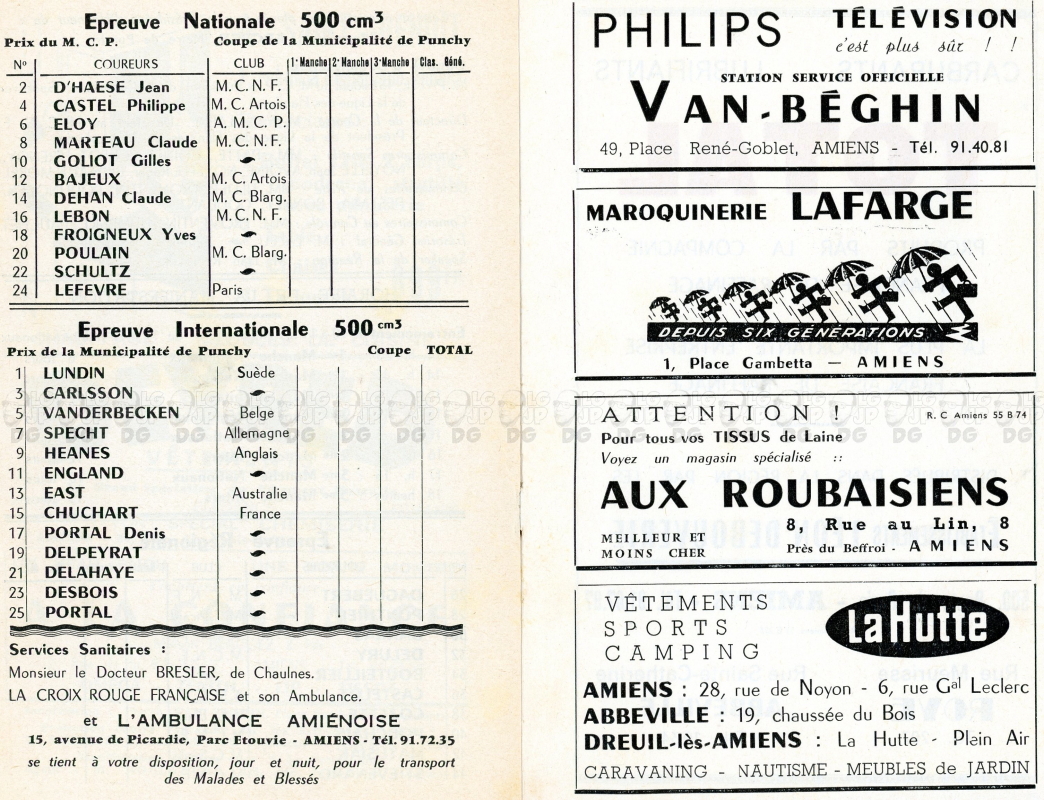 Epreuve Nationale 500 cm3
Prix du M. C. P. Coupe de la Municipalité de Punchy
No COUREURS CLUB 1e Manche 2e Manche 3e Manche Clas. Géné.
2 D'HAESE Jean M. C. N. F.
4 CASTEL Philippe M. C. Artois
6 ELOY A. M. C. P.
8 MARTEAU Claude M. C. N. F.
10 GOLIOT Gilles
12 BAJEUX M. C. Artois
14 DEHAN Claude M. C. Blarg.
16 LEBON M. C. N. F.
18 FROIGNEUX Yves
20 POULAIN M. C. Blarg.
22 SCHULTZ
24 LEFEVRE Paris
Epreuve Internationale 500 cm3
Prix de la Municipalité de Punchy Coupe TOTAL
1 LUNDIN Suède
3 CARLSSON
5 VANDERBECKEN Belge
7 SPECHT Allemagne
9 HEANES Anglais
11 ENGLAND
13 EAST Australie
15 CHUCHART France
17 PORTAL Denis
19 DELPEYRAT
21 DELAHAYE
23 DESBOIS
25 PORTAL
Services Sanitaires :
Monsieur le Docteur BRESLER, de Chaulnes.
LA CROIX ROUGE FRANÇAISE et son Ambulance.
et L'AMBULANCE AMIÉNOISE
15, avenue de Picardie, Parc Etouvie - AMIENS - Tél. 91.72.35
se tient à votre disposition, jour et nuit, pour le transport
des Malades et Blessés
PHILIPS TÉLÉVISION
c'est plus sûr ! !
STATION SERVICE OFFICIELLE
VAN-BÉGHIN
49, Place René-Goblet, AMIENS - Tél. 91.40.81
MAROQUINERIE LAFARGE
DEPUIS SIX GÉNÉRATIONS
1, Place Gambetta — AMIENS
ATTENTION ! R. C Amiens 55 B 74
Pour tous vos TISSUS de Laine
Voyez un magasin spécialisé ::
AUX ROUBAISIENS
8, Rue au Lin, 8
MEILLEUR ET
MOINS CHER Près du Beffroi - AMIENS
VÊTEMENTS
SPORTS
CAMPING
La Hutte
AMIENS : 28, rue de Noyon - 6, rue Gal Leclerc
ABBEVILLE : 19, chaussée du Bois
DREUIL-lès-AMIENS : La Hutte - Plein Air
CARAVANING - NAUTISME - MEUBLES de JARDIN